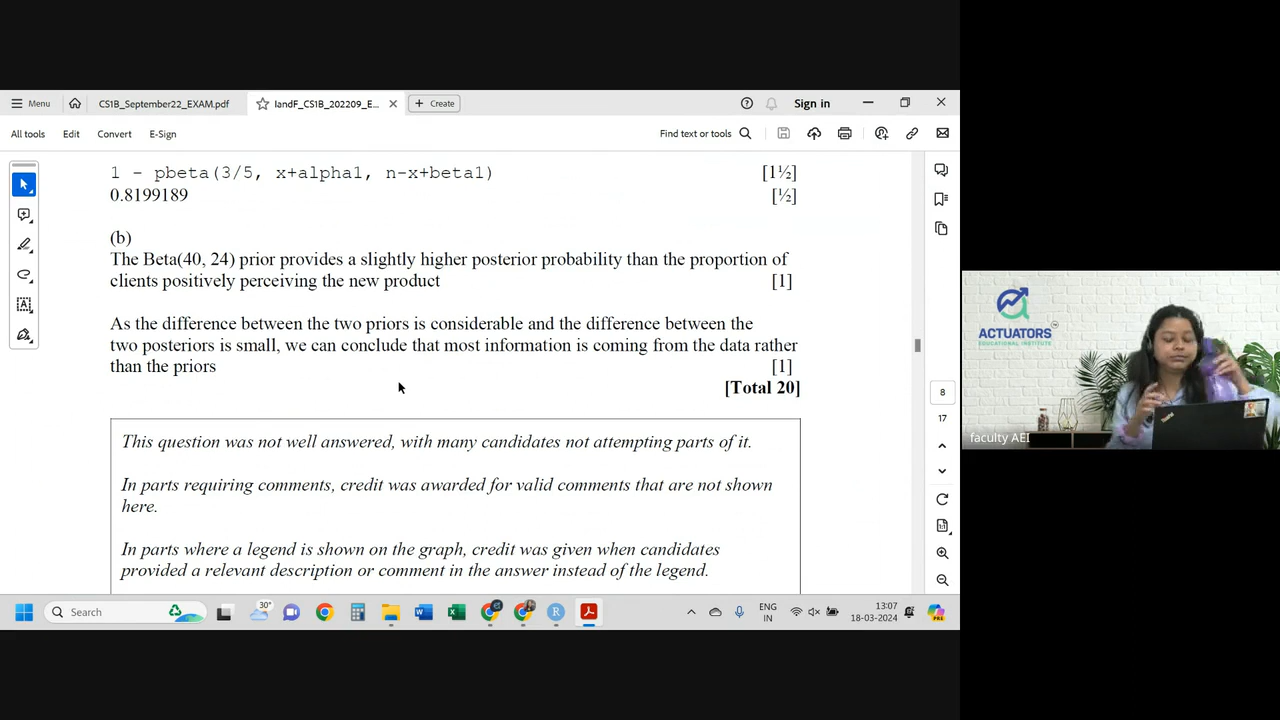 Menu
CS1B_September22_EXAM.pdf
IandF_CS1B_202209_E...
Create
Sign in
All tools
Edit
Convert
E-Sign
Find text or tools
1 - pbeta(3/5, x+alpha1, n-x+beta1) [1½]
0.8199189 [½]
(b)
The Beta(40, 24) prior provides a slightly higher posterior probability than the proportion of
clients positively perceiving the new product [1]
As the difference between the two priors is considerable and the difference between the
two posteriors is small, we can conclude that most information is coming from the data rather
than the priors [1]
[Total 20]
This question was not well answered, with many candidates not attempting parts of it.
In parts requiring comments, credit was awarded for valid comments that are not shown
here.
In parts where a legend is shown on the graph, credit was given when candidates
provided a relevant description or comment in the answer instead of the legend.
8
17
ACTUATORS
EDUCATIONAL INSTITUTE
TM
faculty AEI
Search
30°
ENG
IN
13:07
18-03-2024